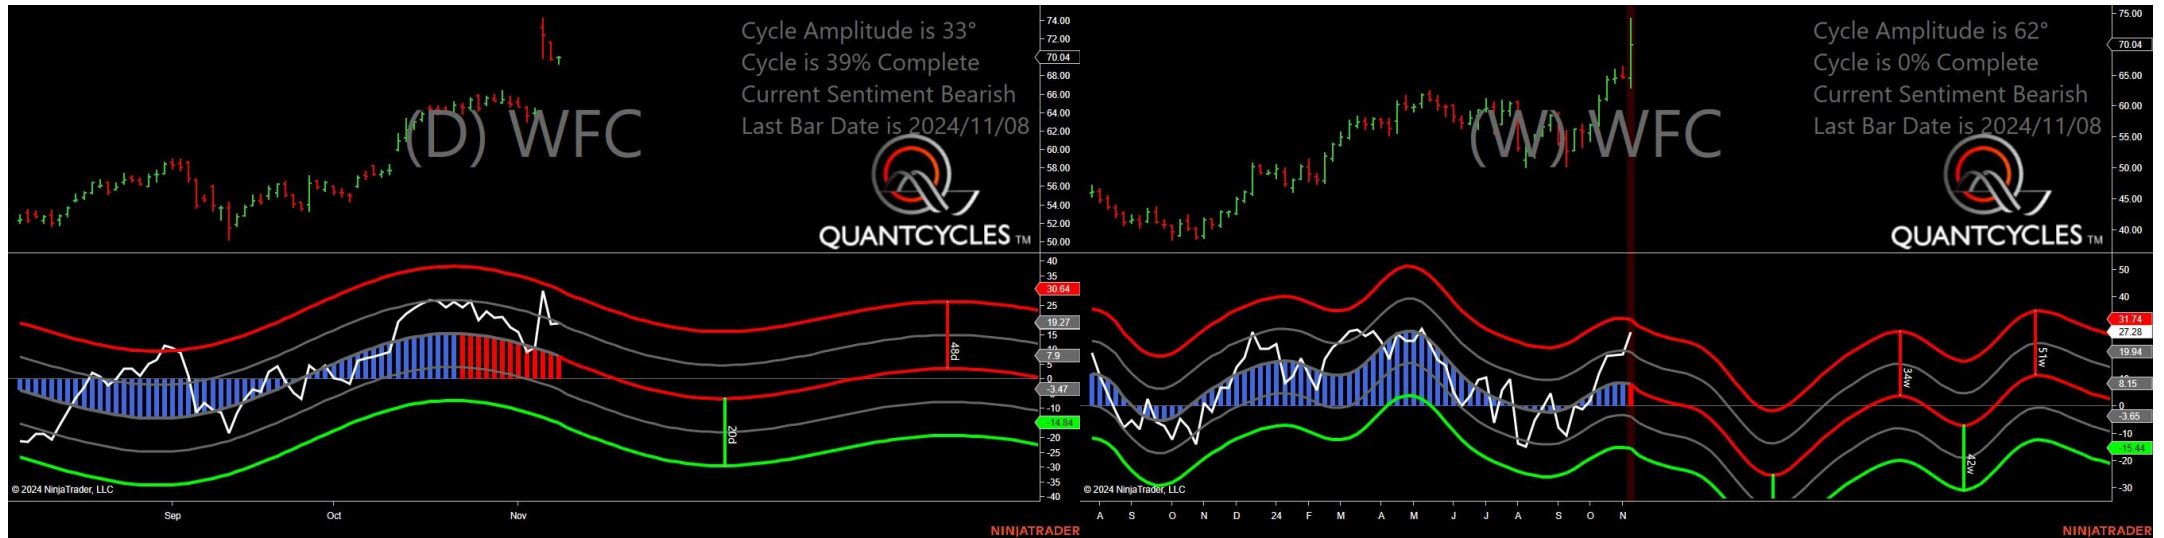 Cycle Amplitude is 33°
Cycle is 39% Complete
Current Sentiment Bearish
Last Bar Date is 2024/11/08
(D) WFC
QUANTCYCLES TM
74.00
72.00
70.04
68.00
66.00
64.00
62.00
60.00
58.00
56.00
54.00
52.00
50.00
40
35
30.64
25
19.27
15
10
7.9
5
0
-3.47
-10
-14.84
-20
-25
-30
-35
-40
48d
20d
© 2024 NinjaTrader, LLC
Sep
Oct
Nov
NINJATRADER
Cycle Amplitude is 62°
Cycle is 0% Complete
Current Sentiment Bearish
Last Bar Date is 2024/11/08
(W) WFC
QUANTCYCLES TM
75.00
70.04
65.00
60.00
55.00
50.00
45.00
40.00
50
40
31.74
27.28
19.94
8.15
0
-3.65
-10
-15.44
-20
-30
34w
51w
42w
© 2024 NinjaTrader, LLC
A S O N D 24 F M A M J J A S O N
NINJATRADER